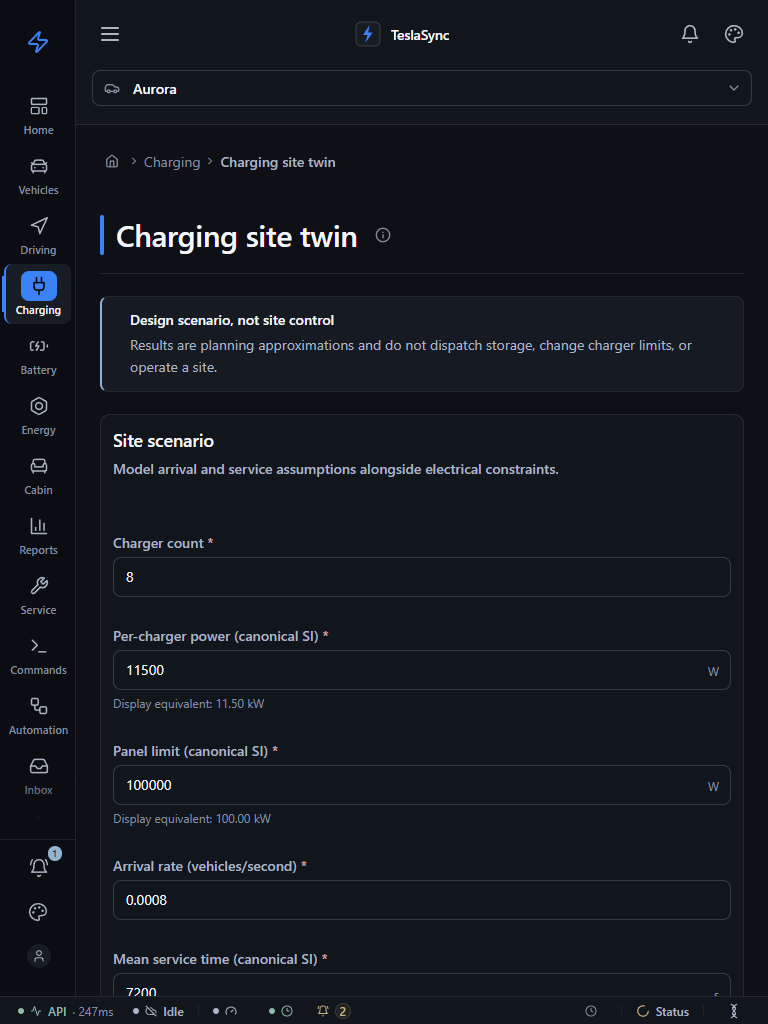 TeslaSync
Aurora
Home
Vehicles
Driving
Charging
Battery
Energy
Cabin
Reports
Service
Commands
Automation
Inbox
1
Charging
Charging site twin
Charging site twin
Design scenario, not site control
Results are planning approximations and do not dispatch storage, change charger limits, or
operate a site.
Site scenario
Model arrival and service assumptions alongside electrical constraints.
Charger count *
8
Per-charger power (canonical SI) *
11500 W
Display equivalent: 11.50 kW
Panel limit (canonical SI) *
100000 W
Display equivalent: 100.00 kW
Arrival rate (vehicles/second) *
0.0008
Mean service time (canonical SI) *
7200 s
API · 247ms Idle 2 Status